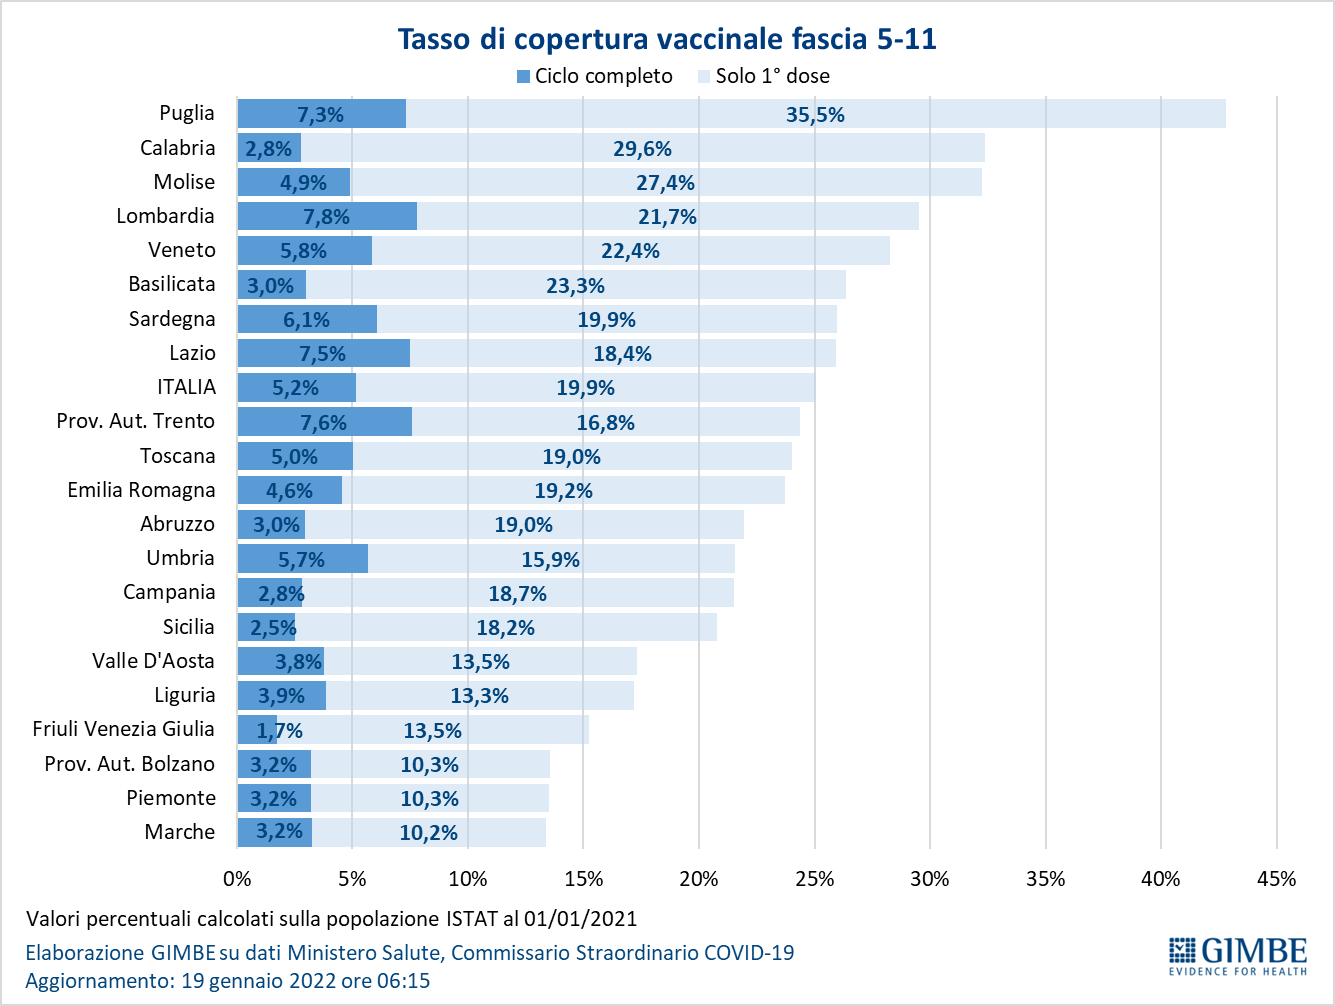 Tasso di copertura vaccinale fascia 5-11
Ciclo completo Solo 1° dose
Puglia 7,3% 35,5%
Calabria 2,8% 29,6%
Molise 4,9% 27,4%
Lombardia 7,8% 21,7%
Veneto 5,8% 22,4%
Basilicata 3,0% 23,3%
Sardegna 6,1% 19,9%
Lazio 7,5% 18,4%
ITALIA 5,2% 19,9%
Prov. Aut. Trento 7,6% 16,8%
Toscana 5,0% 19,0%
Emilia Romagna 4,6% 19,2%
Abruzzo 3,0% 19,0%
Umbria 5,7% 15,9%
Campania 2,8% 18,7%
Sicilia 2,5% 18,2%
Valle D'Aosta 3,8% 13,5%
Liguria 3,9% 13,3%
Friuli Venezia Giulia 1,7% 13,5%
Prov. Aut. Bolzano 3,2% 10,3%
Piemonte 3,2% 10,3%
Marche 3,2% 10,2%
0% 5% 10% 15% 20% 25% 30% 35% 40% 45%
Valori percentuali calcolati sulla popolazione ISTAT al 01/01/2021
Elaborazione GIMBE su dati Ministero Salute, Commissario Straordinario COVID-19
Aggiornamento: 19 gennaio 2022 ore 06:15
GIMBE
EVIDENCE FOR HEALTH